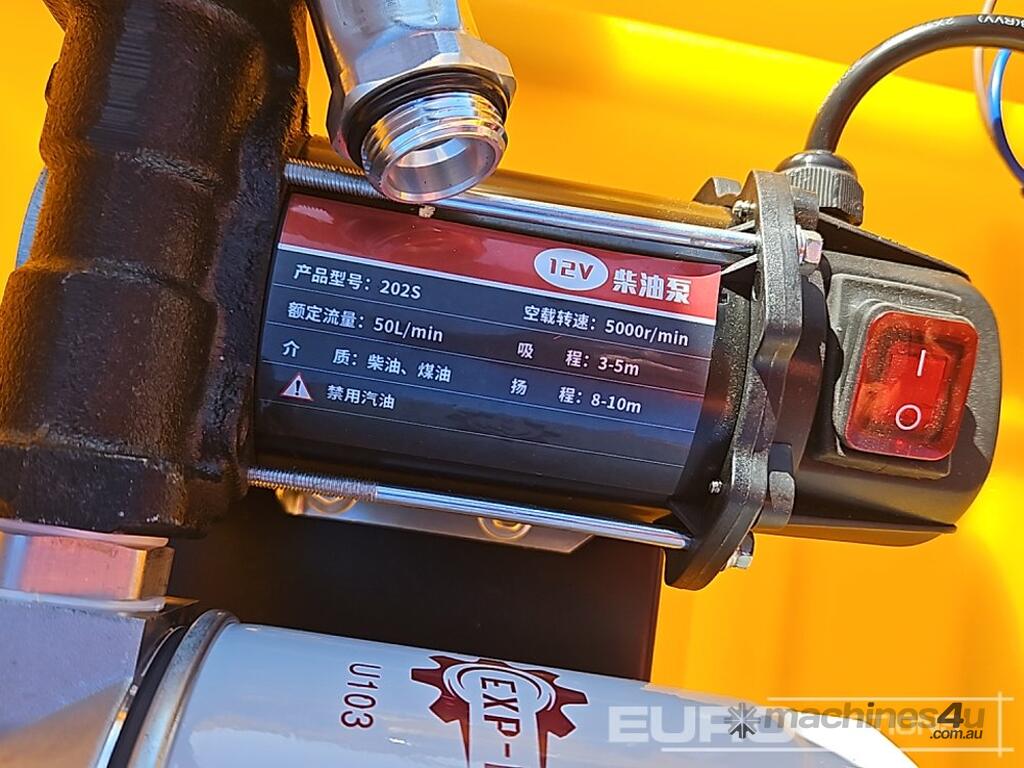 12V 柴油泵
产品型号：202S
空载转速：5000r/min
额定流量：50L/min
吸 程：3-5m
介 质：柴油、煤油
扬 程：8-10m
禁用汽油
U103
EXP-
machines4u
.com.au
EURO